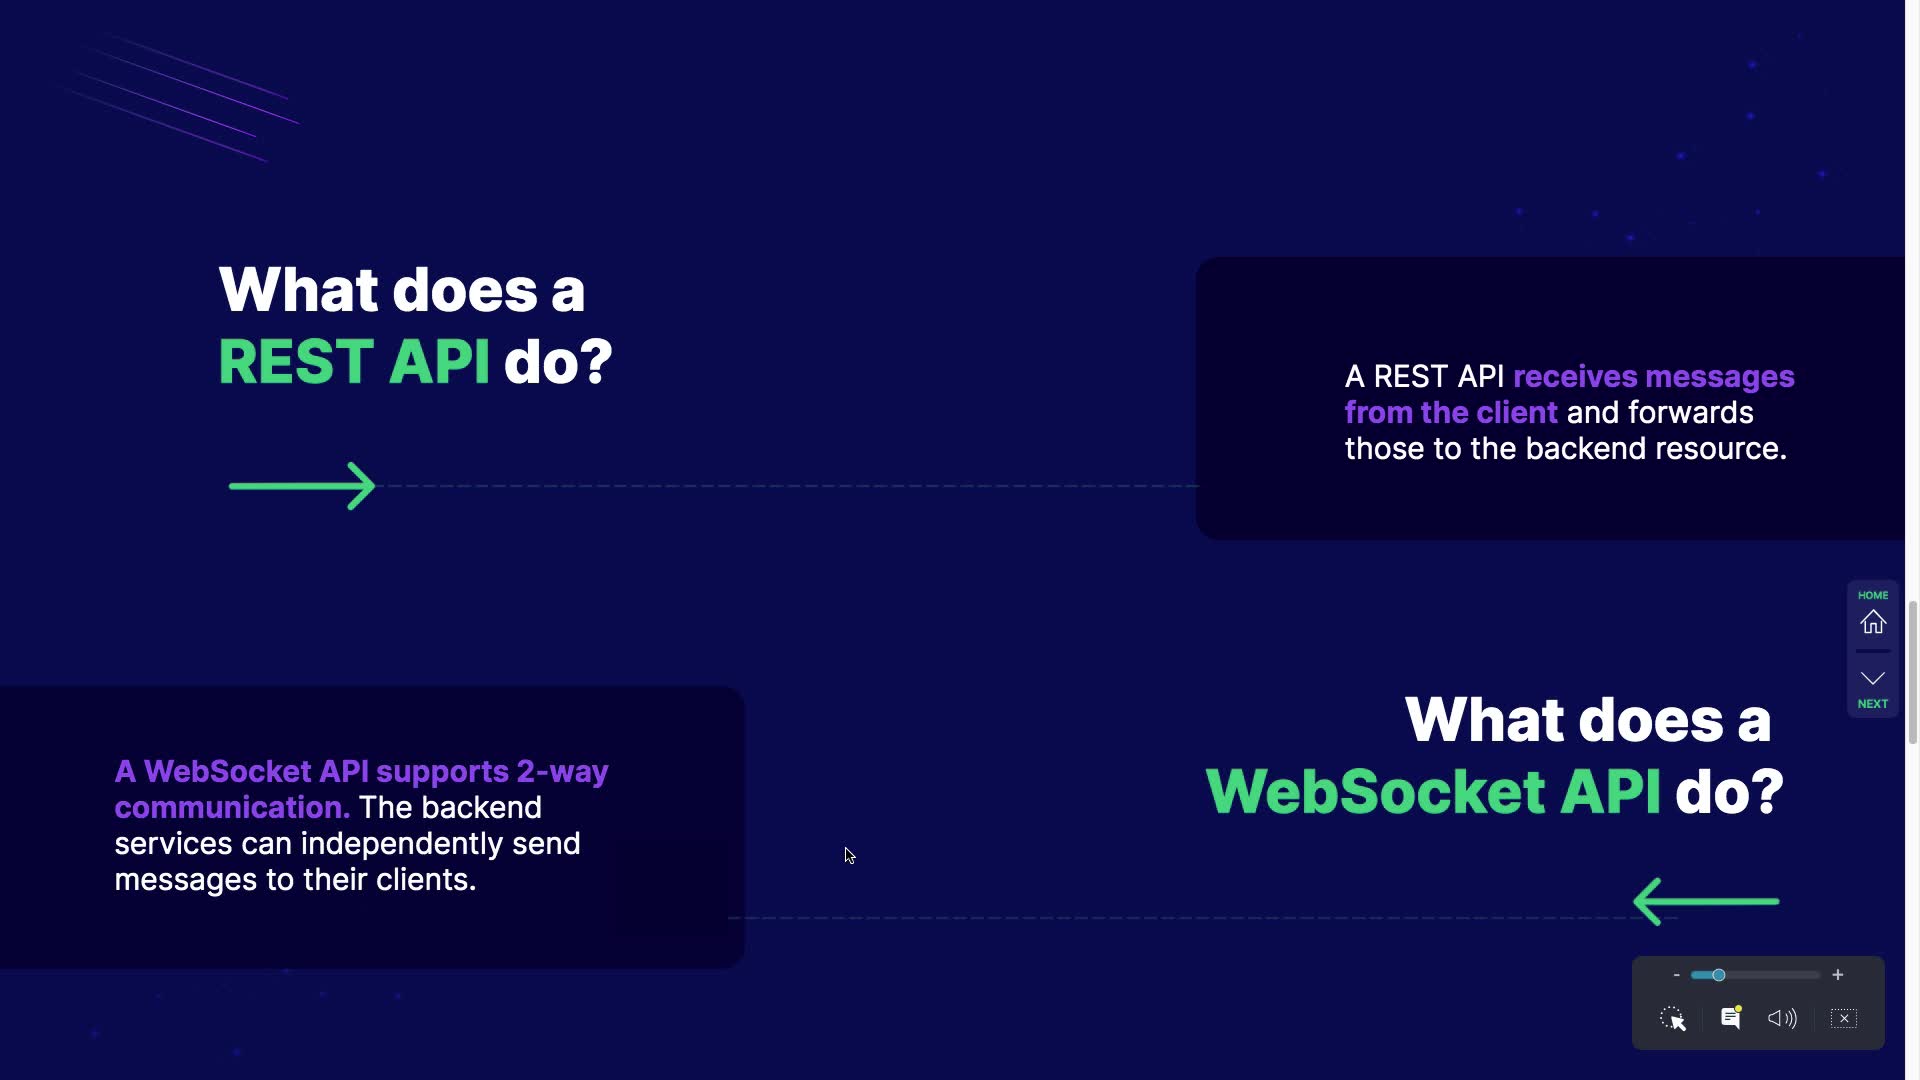 What does a
REST API do?
A REST API receives messages
from the client and forwards
those to the backend resource.
HOME
NEXT
What does a
WebSocket API do?
A WebSocket API supports 2-way
communication. The backend
services can independently send
messages to their clients.
- +